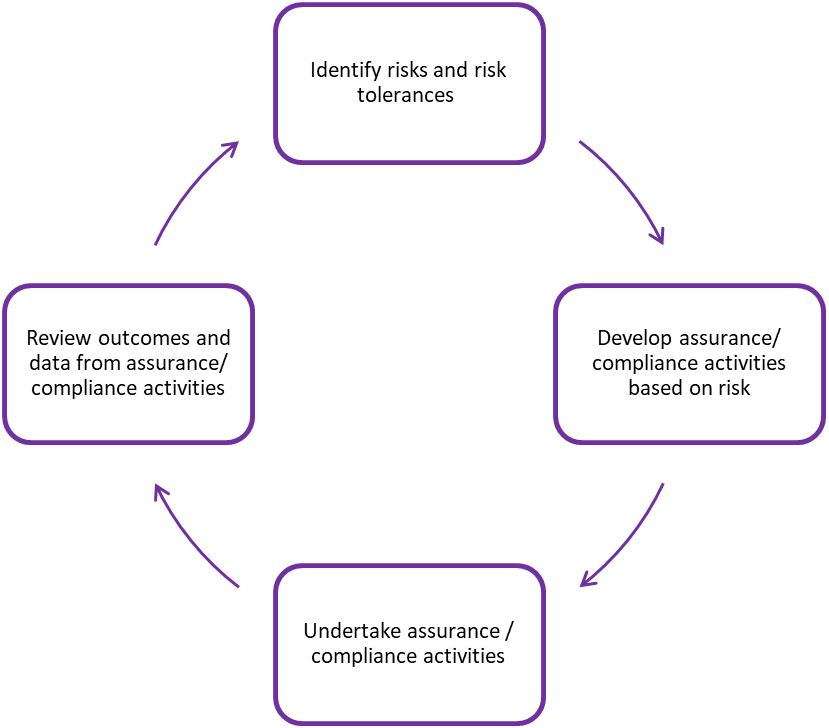 Identify risks and risk
tolerances
Develop assurance/
compliance activities
based on risk
Undertake assurance /
compliance activities
Review outcomes and
data from assurance/
compliance activities